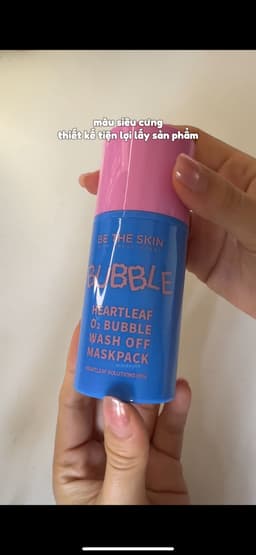 màu siêu cưng
thiết kế tiện lợi lấy sản phẩm
BE THE SKIN
BUBBLE
HEARTLEAF
O₂ BUBBLE
WASH OFF
MASKPACK